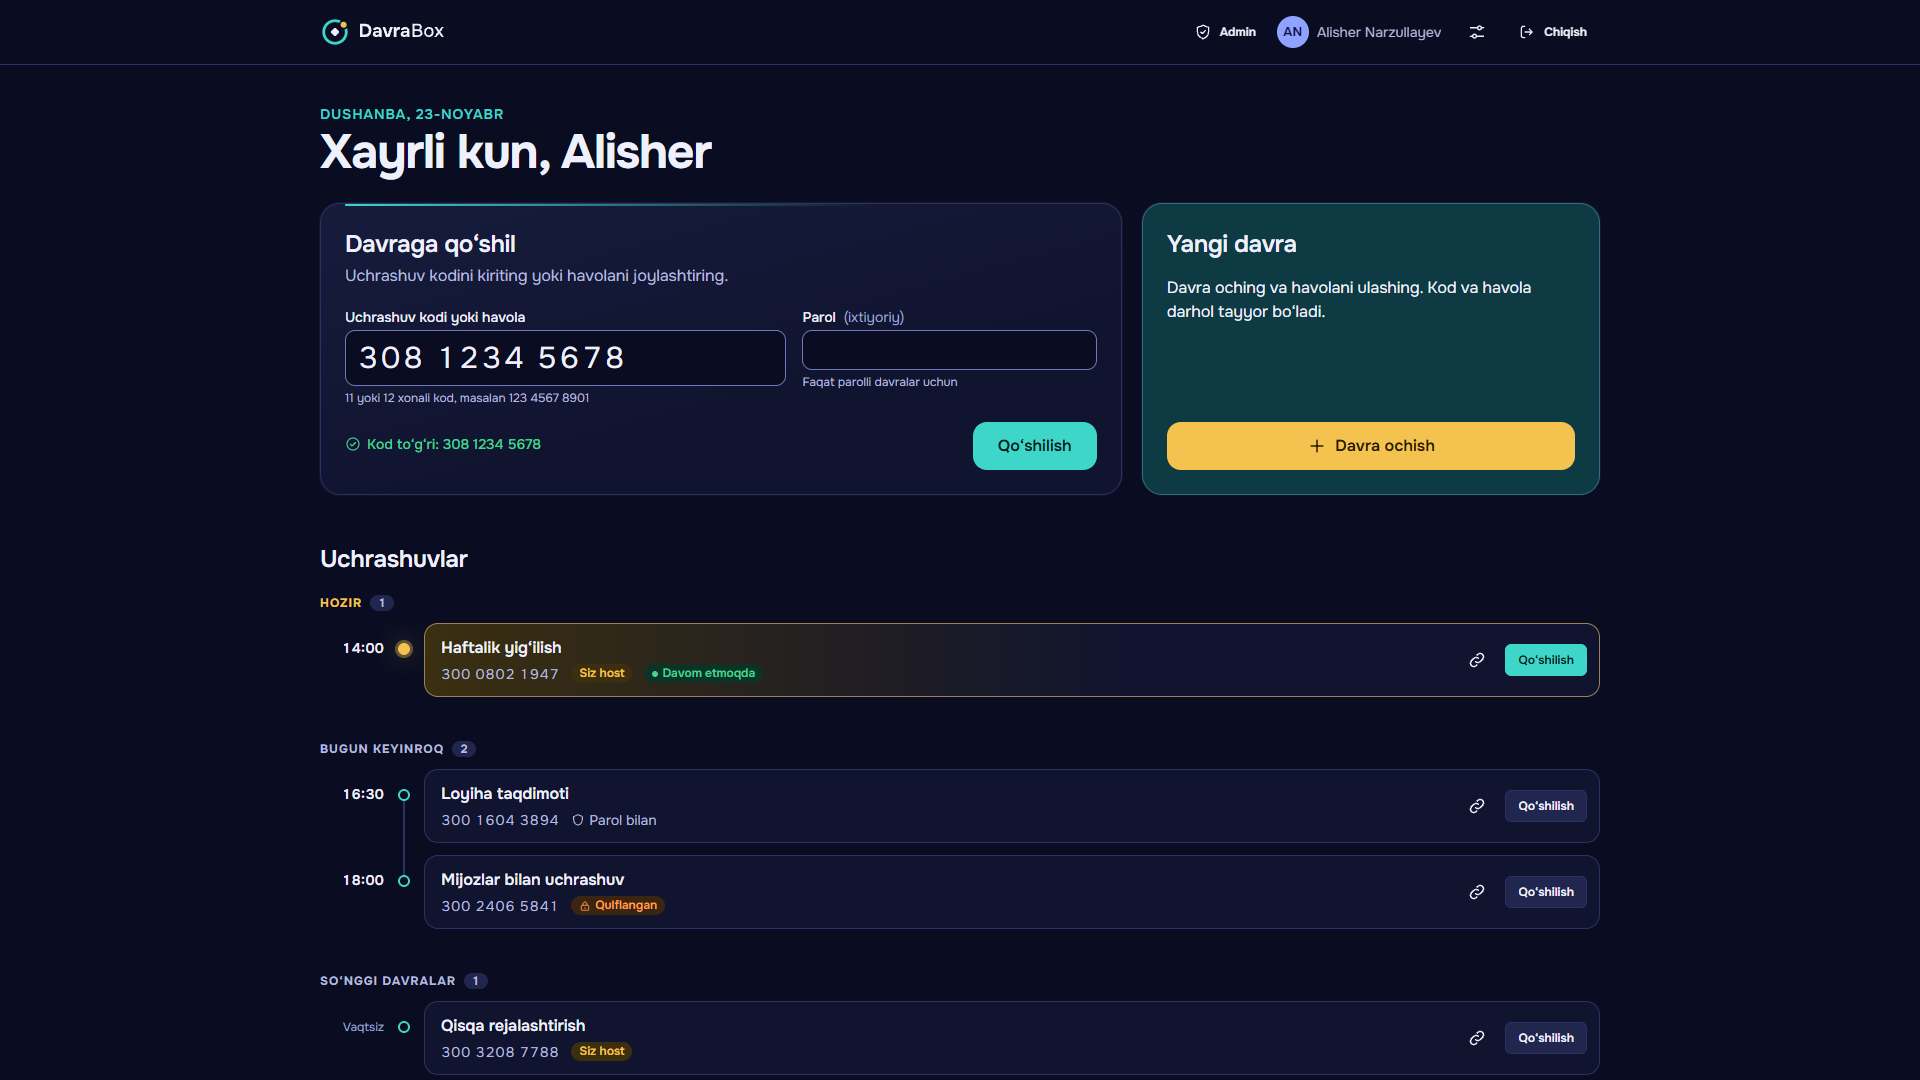 DavraBox
Admin
AN
Alisher Narzullayev
Chiqish
DUSHANBA, 23-NOYABR
Xayrli kun, Alisher
Davraga qo‘shil
Uchrashuv kodini kiriting yoki havolani joylashtiring.
Uchrashuv kodi yoki havola
308 1234 5678
11 yoki 12 xonali kod, masalan 123 4567 8901
Parol (ixtiyoriy)
Faqat parolli davralar uchun
Kod to‘g‘ri: 308 1234 5678
Qo‘shilish
Yangi davra
Davra oching va havolani ulashing. Kod va havola
darhol tayyor bo‘ladi.
Davra ochish
Uchrashuvlar
HOZIR 1
14:00
Haftalik yig‘ilish
300 0802 1947 Siz host Davom etmoqda
Qo‘shilish
BUGUN KEYINROQ 2
16:30
Loyiha taqdimoti
300 1604 3894 Parol bilan
Qo‘shilish
18:00
Mijozlar bilan uchrashuv
300 2406 5841 Qulflangan
Qo‘shilish
SO‘NGGI DAVRALAR 1
Vaqtsiz
Qisqa rejalashtirish
300 3208 7788 Siz host
Qo‘shilish